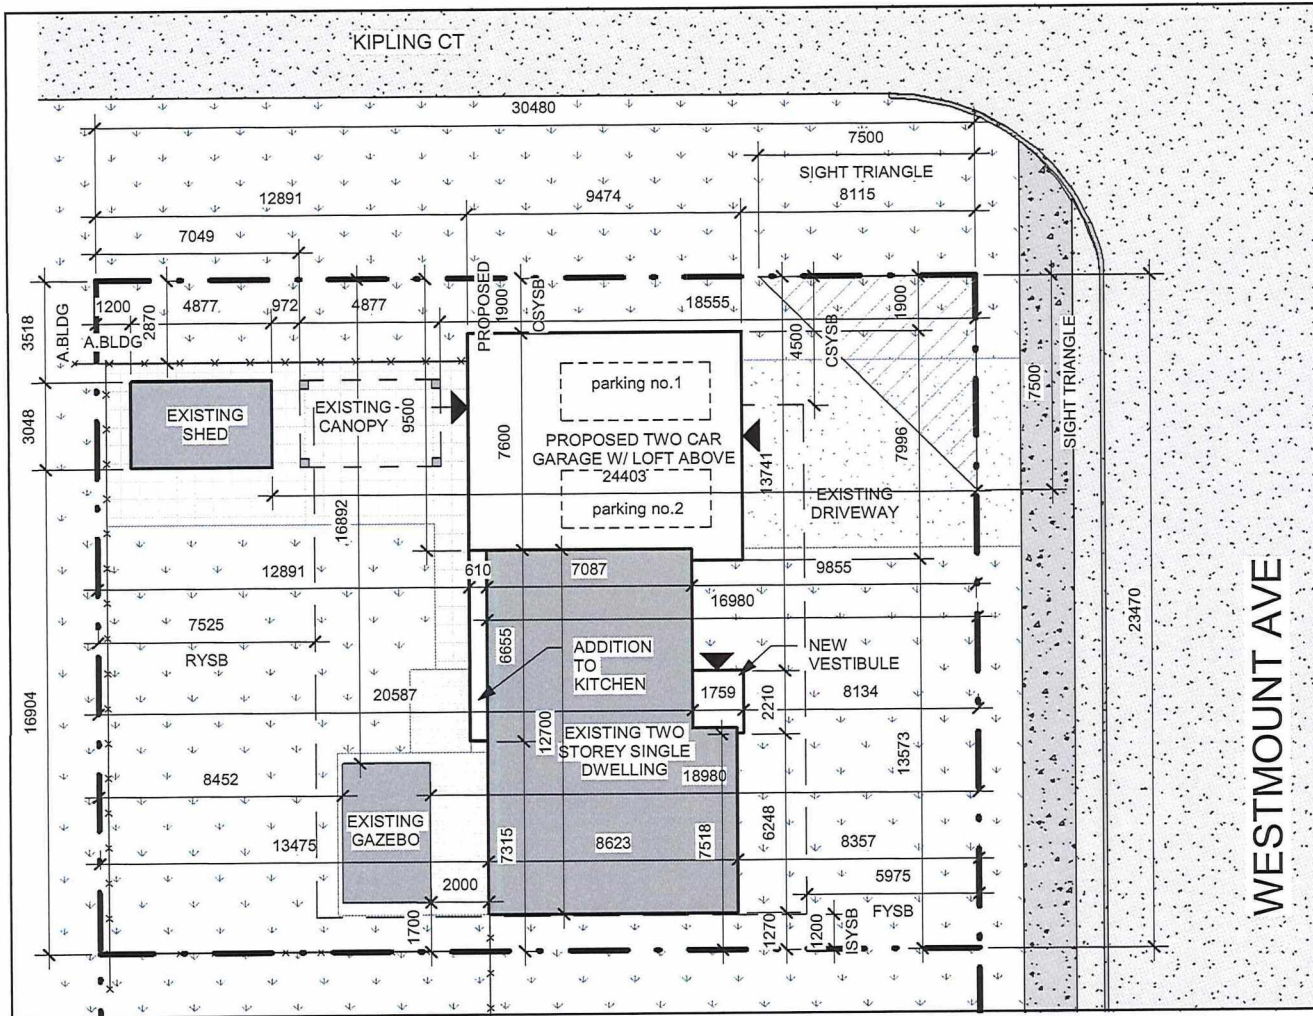 KIPLING CT
30480
7500
SIGHT TRIANGLE
12891
9474
8115
7049
PROPOSED
1900
CSYSB
1200
2870
4877
972
4877
18555
1900
3518
A.BLDG
A.BLDG
4500
CSYSB
7500
SIGHT TRIANGLE
parking no.1
EXISTING
SHED
EXISTING
CANOPY
9500
3048
7600
PROPOSED TWO CAR
GARAGE W/ LOFT ABOVE
24403
13741
7996
parking no.2
EXISTING
DRIVEWAY
16892
12891
610
7087
9855
16980
7525
RYSB
6655
ADDITION
TO
KITCHEN
NEW
VESTIBULE
23470
WESTMOUNT AVE
16904
20587
1759
2210
8134
12700
EXISTING TWO
STOREY SINGLE
DWELLING
13573
8452
18980
EXISTING
GAZEBO
13475
7315
8623
7518
6248
8357
2000
5975
FYSB
1700
1270
1200
ISYSB